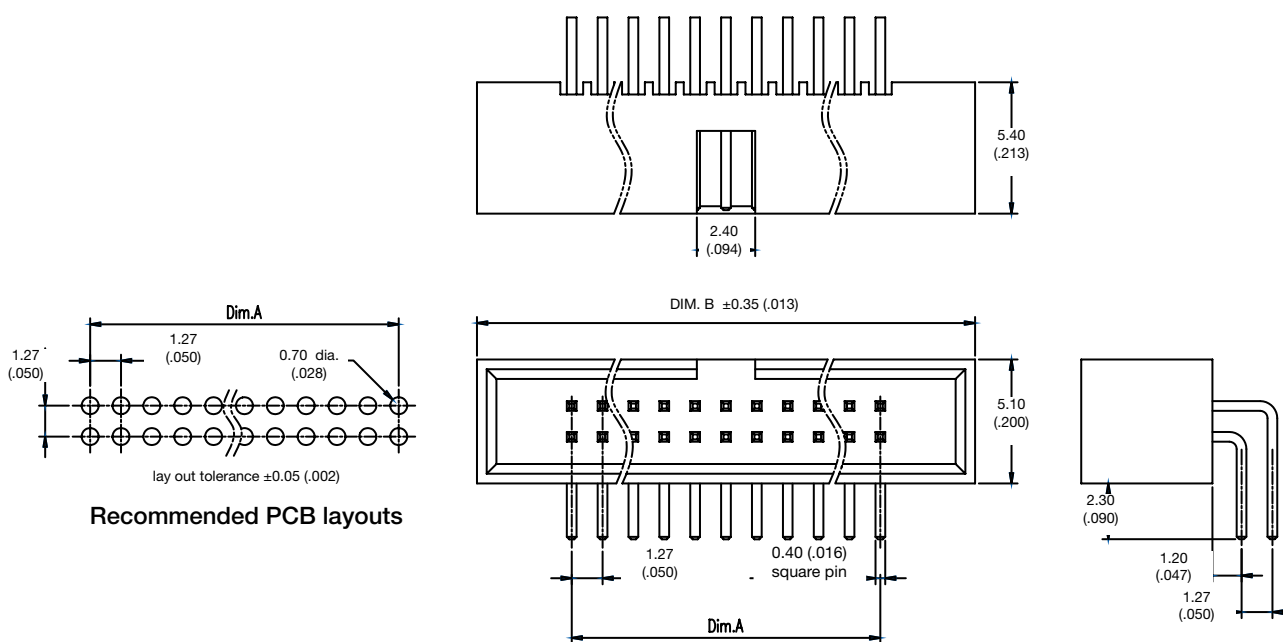 5.40
(.213)
2.40
(.094)
Dim.A
1.27
(.050)
1.27
(.050)
0.70 dia.
(.028)
lay out tolerance ±0.05 (.002)
Recommended PCB layouts
DIM. B ±0.35 (.013)
5.10
(.200)
1.27
(.050)
0.40 (.016)
square pin
Dim.A
2.30
(.090)
1.20
(.047)
1.27
(.050)